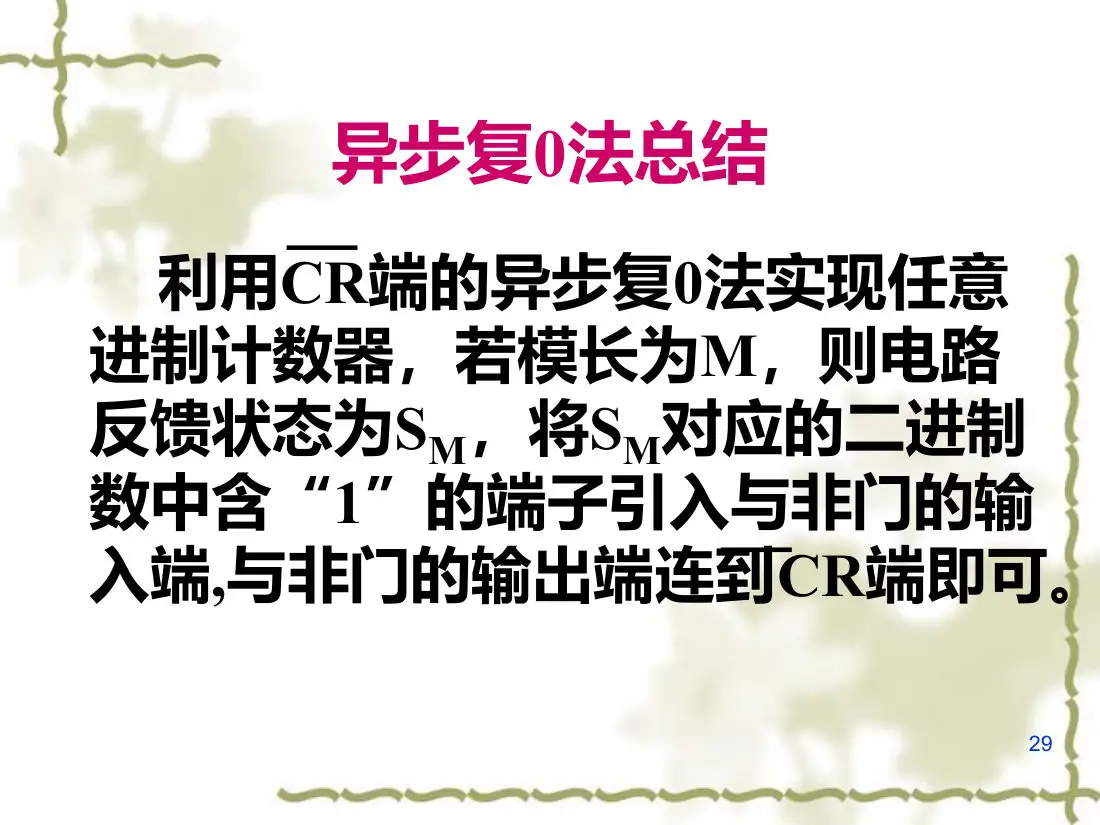 异步复0法总结
利用C̅R̅端的异步复0法实现任意
进制计数器，若模长为M，则电路
反馈状态为S_M，将S_M对应的二进制
数中含“1”的端子引入与非门的输
入端,与非门的输出端连到C̅R̅端即可。
29